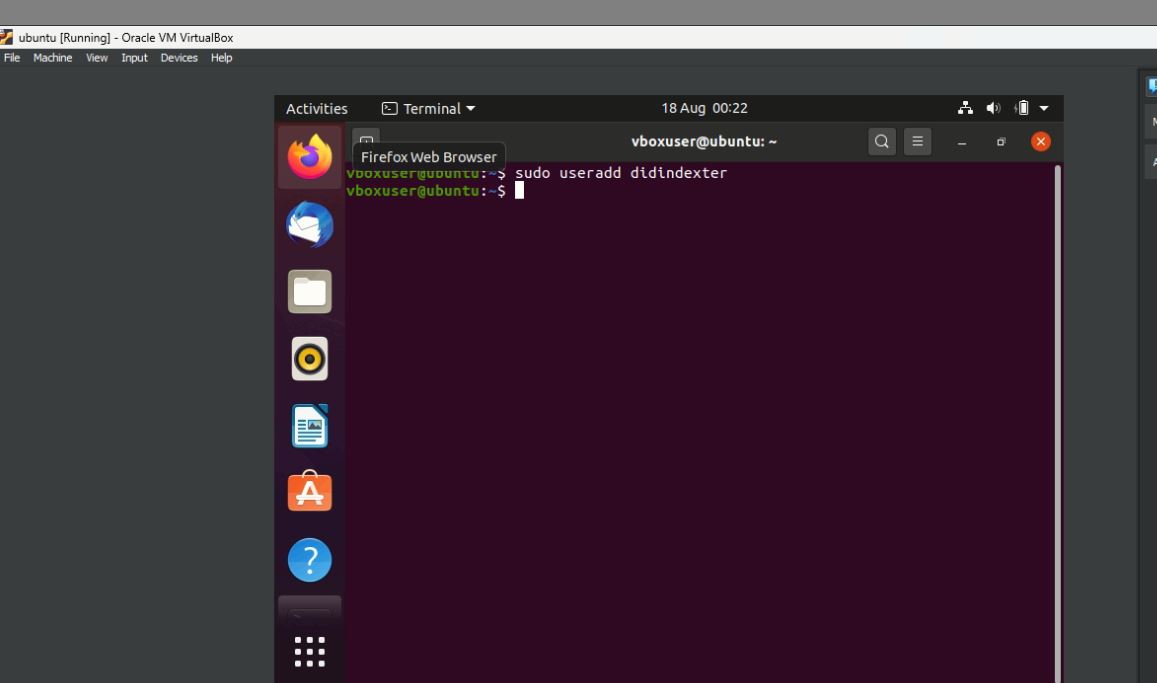 ubuntu [Running] - Oracle VM VirtualBox
File Machine View Input Devices Help
Activities Terminal 18 Aug 00:22
vboxuser@ubuntu: ~
Firefox Web Browser
vboxuser@ubuntu:~$ sudo useradd didindexter
vboxuser@ubuntu:~$